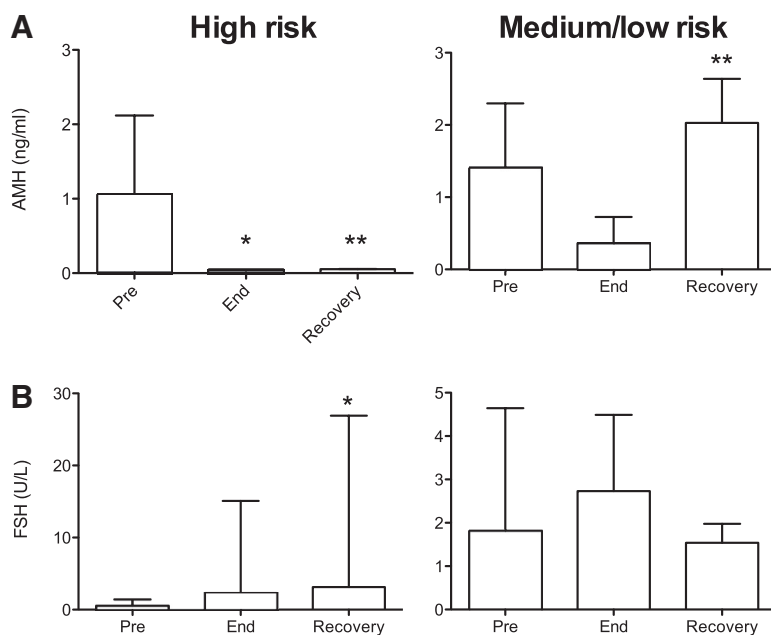 A High risk Medium/low risk
AMH (ng/ml)
3
2
1
0
* **
Pre End Recovery
3
2
1
0
**
Pre End Recovery
B
FSH (U/L)
30
20
10
0
*
Pre End Recovery
5
4
3
2
1
0
Pre End Recovery